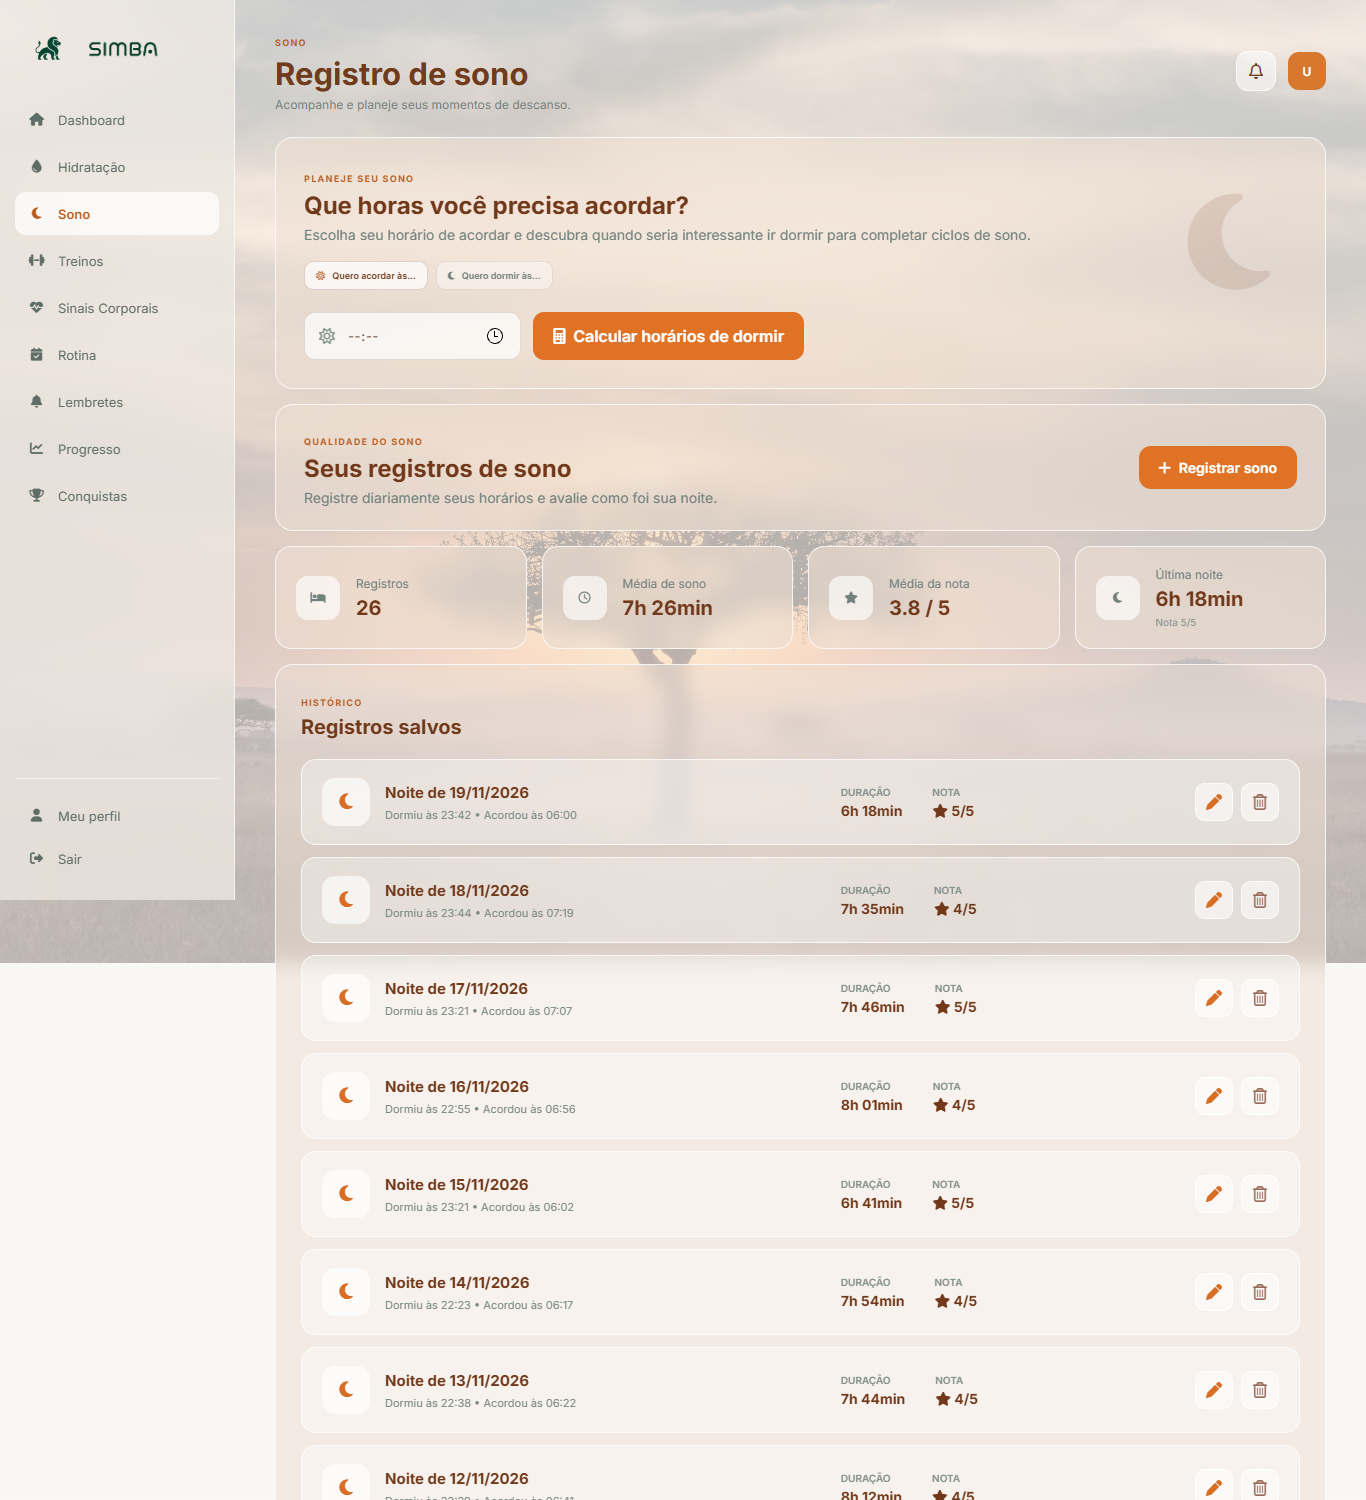 SIMBA
Dashboard
Hidratação
Sono
Treinos
Sinais Corporais
Rotina
Lembretes
Progresso
Conquistas
Meu perfil
Sair
SONO
Registro de sono
Acompanhe e planeje seus momentos de descanso.
U
PLANEJE SEU SONO
Que horas você precisa acordar?
Escolha seu horário de acordar e descubra quando seria interessante ir dormir para completar ciclos de sono.
Quero acordar às... Quero dormir às...
--:-- Calcular horários de dormir
QUALIDADE DO SONO
Seus registros de sono
Registre diariamente seus horários e avalie como foi sua noite.
Registrar sono
Registros
26
Média de sono
7h 26min
Média da nota
3.8 / 5
Última noite
6h 18min
Nota 5/5
HISTÓRICO
Registros salvos
Noite de 19/11/2026
Dormiu às 23:42 • Acordou às 06:00
DURAÇÃO NOTA
6h 18min 5/5
Noite de 18/11/2026
Dormiu às 23:44 • Acordou às 07:19
DURAÇÃO NOTA
7h 35min 4/5
Noite de 17/11/2026
Dormiu às 23:21 • Acordou às 07:07
DURAÇÃO NOTA
7h 46min 5/5
Noite de 16/11/2026
Dormiu às 22:55 • Acordou às 06:56
DURAÇÃO NOTA
8h 01min 4/5
Noite de 15/11/2026
Dormiu às 23:21 • Acordou às 06:02
DURAÇÃO NOTA
6h 41min 5/5
Noite de 14/11/2026
Dormiu às 22:23 • Acordou às 06:17
DURAÇÃO NOTA
7h 54min 4/5
Noite de 13/11/2026
Dormiu às 22:38 • Acordou às 06:22
DURAÇÃO NOTA
7h 44min 4/5
Noite de 12/11/2026
DURAÇÃO NOTA
8h 12min 4/5